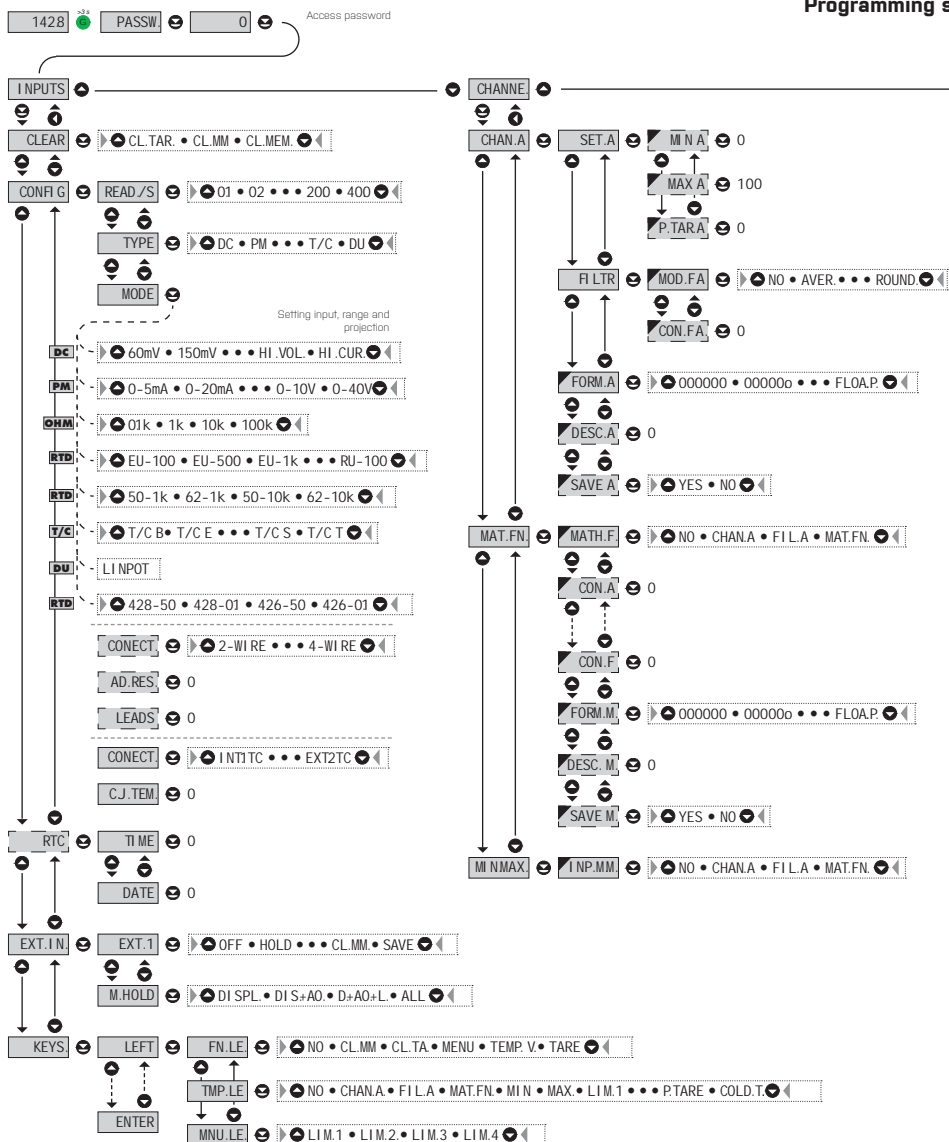 Programming s
1428 >3 s G PASSW. 0 Access password
INPUTS CHANNE.
CLEAR CL.TAR. • CL.MM • CL.MEM. CHAN.A SET.A MIN A 0
MAX A 100
P.TAR.A 0
CONFIG READ./S 01 • 02 • • • 200 • 400
TYPE DC • PM • • • T/C • DU FILTR MOD.FA NO • AVER. • • • ROUND.
MODE CON.FA. 0
Setting input, range and
projection
DC 60mV • 150mV • • • HI.VOL. • HI.CUR.
PM 0-5mA • 0-20mA • • • 0-10V • 0-40V FORM.A 000000 • 00000o • • • FLOA.P.
OHM 01k • 1k • 10k • 100k DESC.A 0
RTD EU-100 • EU-500 • EU-1k • • • RU-100
RTD 50-1k • 62-1k • 50-10k • 62-10k SAVE A YES • NO
T/C T/C B • T/C E • • • T/C S • T/C T MAT.FN. MATH.F. NO • CHAN.A • FIL.A • MAT.FN.
DU LINPOT CON.A 0
RTD 428-50 • 428-01 • 426-50 • 426-01
CONECT. 2-WIRE • • • 4-WIRE
AD.RES. 0 CON.F 0
LEADS 0 FORM.M. 000000 • 00000o • • • FLOA.P.
CONECT. INT1TC • • • EXT2TC DESC. M. 0
C.J.TEM. 0
SAVE M. YES • NO
RTC TIME 0
MINMAX. INP.MM. NO • CHAN.A • FIL.A • MAT.FN.
DATE 0
EXT.IN. EXT.1 OFF • HOLD • • • CL.MM. • SAVE
M.HOLD DISPL. • DIS+AO. • D+AO+L. • ALL
KEYS. LEFT FN.LE. NO • CL.MM • CL.TA. • MENU • TEMP. V. • TARE
TMP.LE NO • CHAN.A. • FIL.A • MAT.FN. • MIN • MAX. • LIM.1 • • • P.TARE • COLD.T.
ENTER
MNU.LE. LIM.1 • LIM.2. • LIM.3 • LIM.4